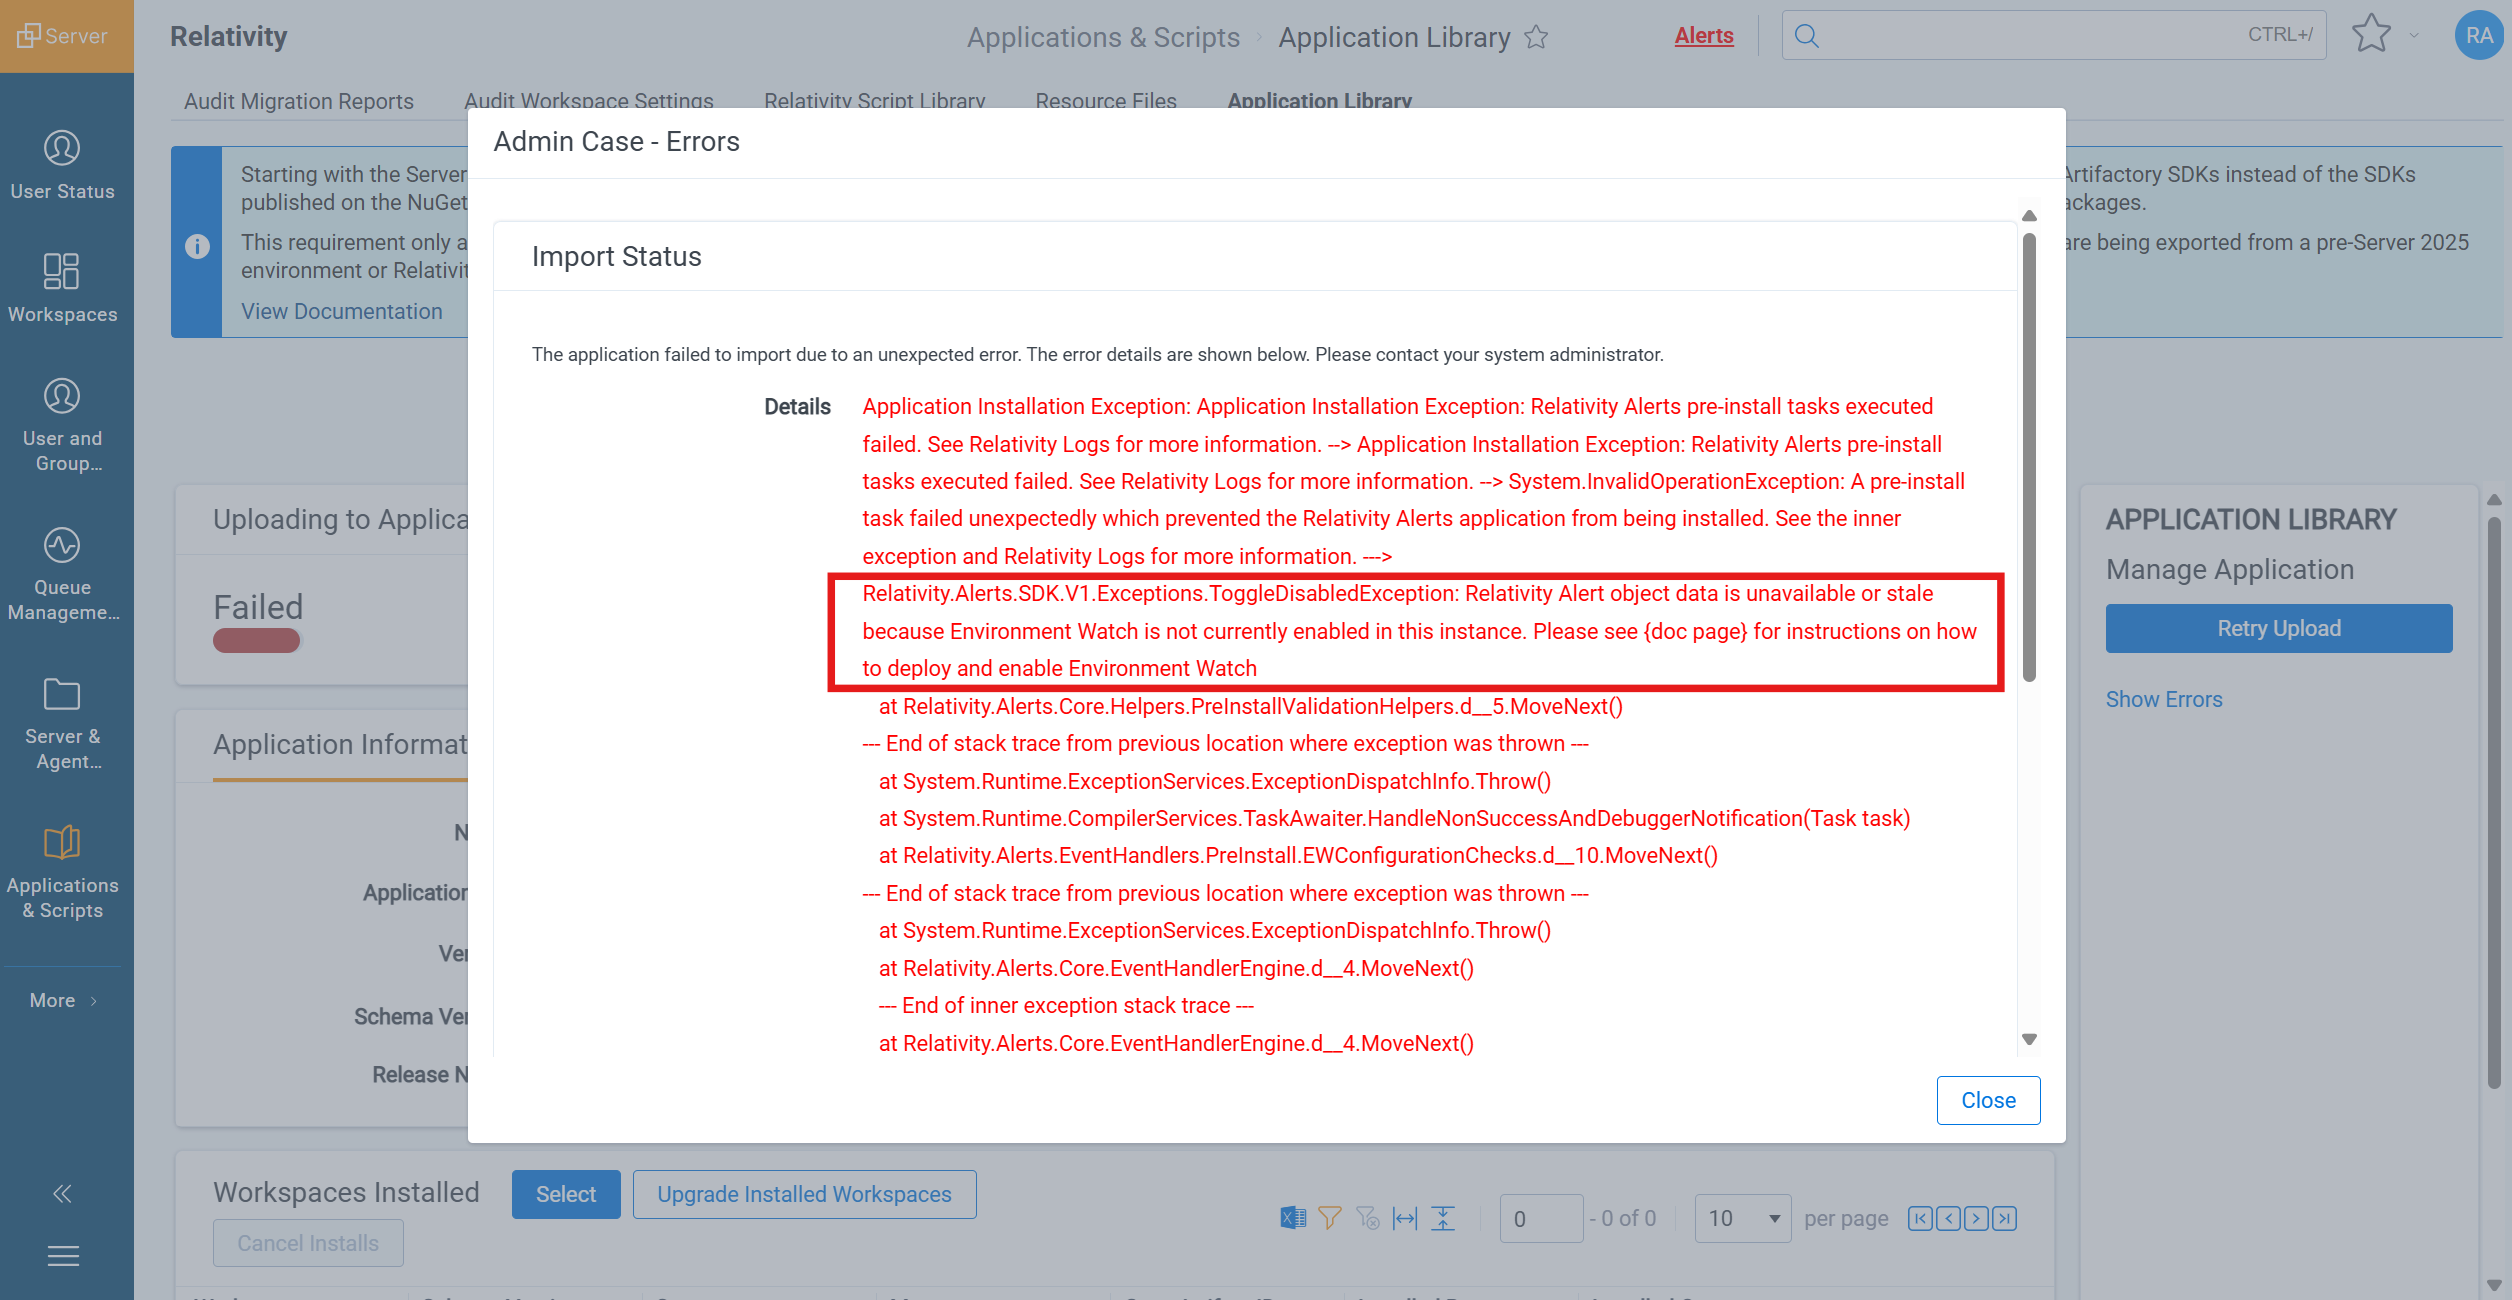 Server
Relativity
Applications & Scripts
Application Library
Alerts
CTRL+/
RA
Audit Migration Reports
Audit Workspace Settings
Relativity Script Library
Resource Files
Application Library
User Status
Workspaces
User and
Group...
Queue
Manageme...
Server &
Agent...
Applications
& Scripts
More
Starting with the Server
published on the NuGet
This requirement only a
environment or Relativit
View Documentation
Artifactory SDKs instead of the SDKs
ackages.
are being exported from a pre-Server 2025
Admin Case - Errors
Import Status
The application failed to import due to an unexpected error. The error details are shown below. Please contact your system administrator.
Details
Application Installation Exception: Application Installation Exception: Relativity Alerts pre-install tasks executed
failed. See Relativity Logs for more information. --> Application Installation Exception: Relativity Alerts pre-install
tasks executed failed. See Relativity Logs for more information. --> System.InvalidOperationException: A pre-install
task failed unexpectedly which prevented the Relativity Alerts application from being installed. See the inner
exception and Relativity Logs for more information. --->
Relativity.Alerts.SDK.V1.Exceptions.ToggleDisabledException: Relativity Alert object data is unavailable or stale
because Environment Watch is not currently enabled in this instance. Please see {doc page} for instructions on how
to deploy and enable Environment Watch
at Relativity.Alerts.Core.Helpers.PreInstallValidationHelpers.d__5.MoveNext()
--- End of stack trace from previous location where exception was thrown ---
at System.Runtime.ExceptionServices.ExceptionDispatchInfo.Throw()
at System.Runtime.CompilerServices.TaskAwaiter.HandleNonSuccessAndDebuggerNotification(Task task)
at Relativity.Alerts.EventHandlers.PreInstall.EWConfigurationChecks.d__10.MoveNext()
--- End of stack trace from previous location where exception was thrown ---
at System.Runtime.ExceptionServices.ExceptionDispatchInfo.Throw()
at Relativity.Alerts.Core.EventHandlerEngine.d__4.MoveNext()
--- End of inner exception stack trace ---
at Relativity.Alerts.Core.EventHandlerEngine.d__4.MoveNext()
Close
Uploading to Applica
Failed
Application Informat
N
Application
Ver
Schema Ver
Release N
APPLICATION LIBRARY
Manage Application
Retry Upload
Show Errors
Workspaces Installed
Select
Upgrade Installed Workspaces
Cancel Installs
0
- 0 of 0
10
per page